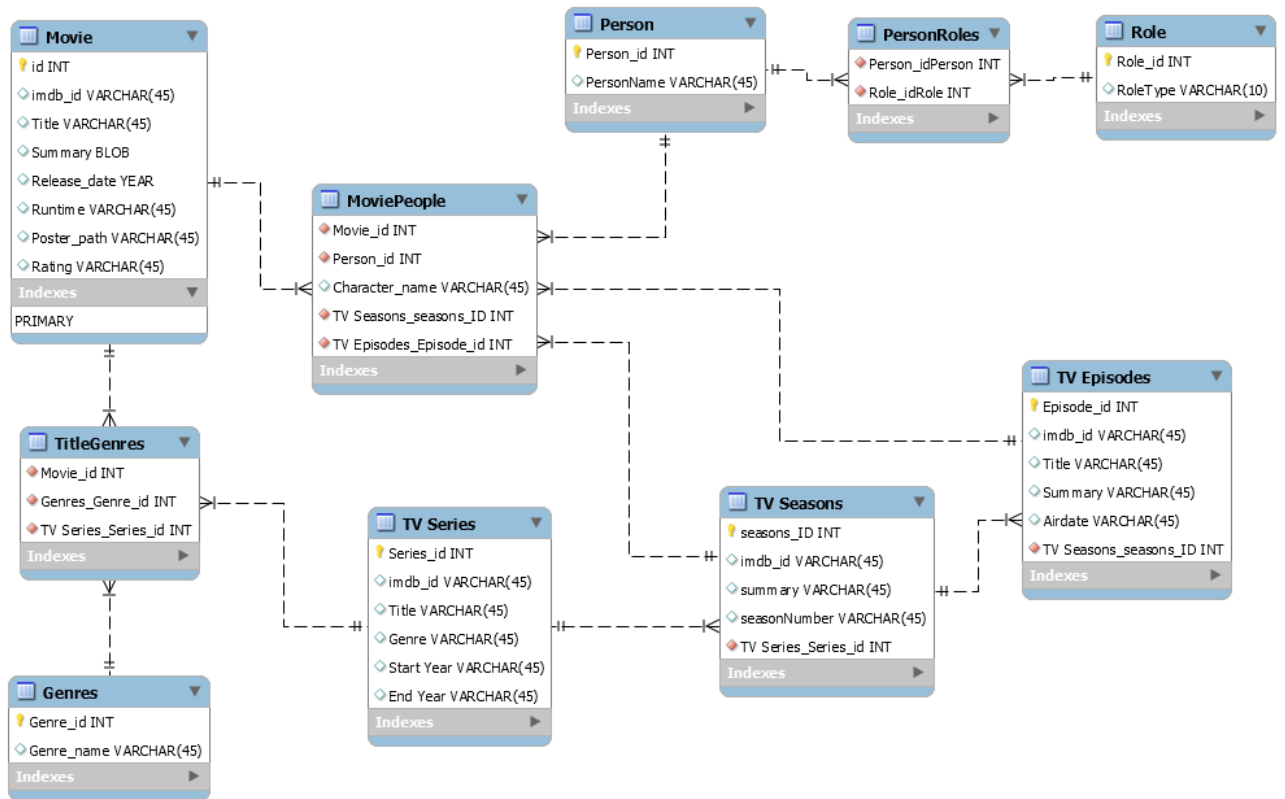 Movie
id INT
imdb_id VARCHAR(45)
Title VARCHAR(45)
Summary BLOB
Release_date YEAR
Runtime VARCHAR(45)
Poster_path VARCHAR(45)
Rating VARCHAR(45)
Indexes
PRIMARY
Person
Person_id INT
PersonName VARCHAR(45)
Indexes
PersonRoles
Person_idPerson INT
Role_idRole INT
Indexes
Role
Role_id INT
RoleType VARCHAR(10)
Indexes
MoviePeople
Movie_id INT
Person_id INT
Character_name VARCHAR(45)
TV Seasons_seasons_ID INT
TV Episodes_Episode_id INT
Indexes
TV Episodes
Episode_id INT
imdb_id VARCHAR(45)
Title VARCHAR(45)
Summary VARCHAR(45)
Airdate VARCHAR(45)
TV Seasons_seasons_ID INT
Indexes
TitleGenres
Movie_id INT
Genres_Genre_id INT
TV Series_Series_id INT
Indexes
TV Series
Series_id INT
imdb_id VARCHAR(45)
Title VARCHAR(45)
Genre VARCHAR(45)
Start Year VARCHAR(45)
End Year VARCHAR(45)
Indexes
TV Seasons
seasons_ID INT
imdb_id VARCHAR(45)
summary VARCHAR(45)
seasonNumber VARCHAR(45)
TV Series_Series_id INT
Indexes
Genres
Genre_id INT
Genre_name VARCHAR(45)
Indexes